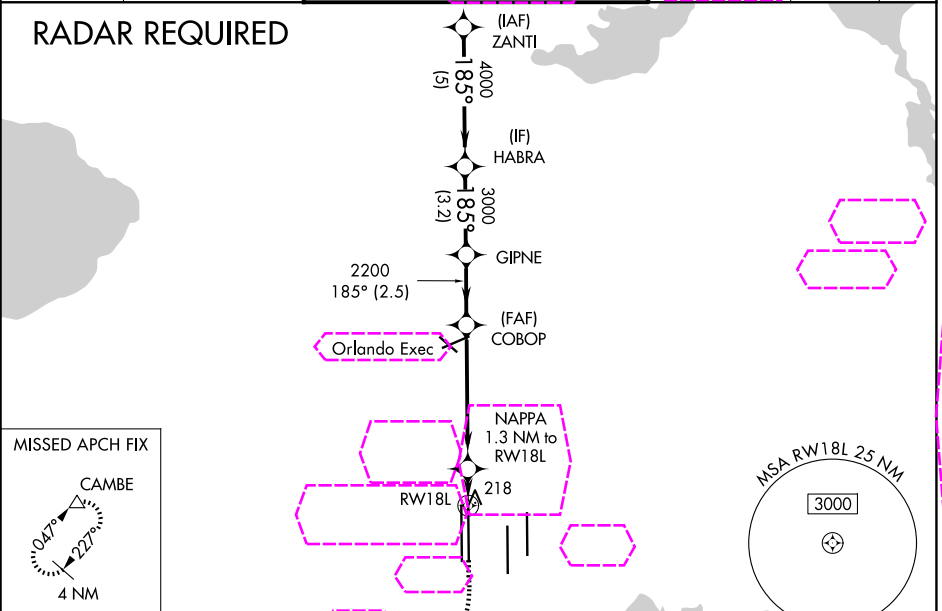 RADAR REQUIRED
(IAF)
ZANTI
4000
185°
(5)
(IF)
HABRA
3000
185°
(3.2)
GIPNE
2200
185° (2.5)
(FAF)
COBOP
Orlando Exec
NAPPA
1.3 NM to
RW18L
RW18L
218
MISSED APCH FIX
CAMBE
047°
227°
4 NM
MSA RW18L 25 NM
3000